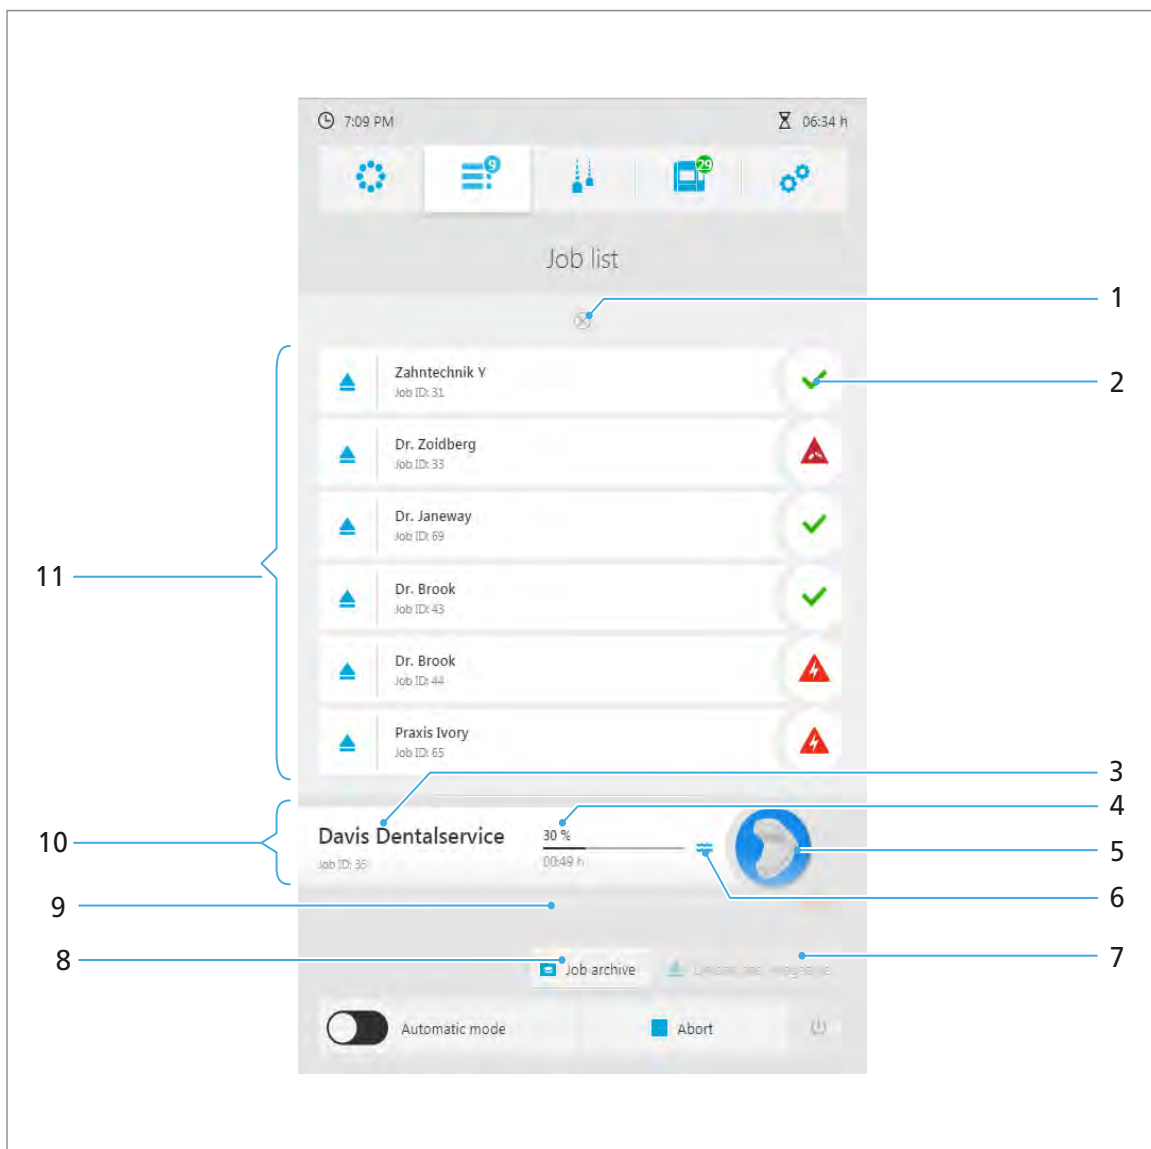 7:09 PM 06:34 h
9 29
Job list
1
Zahntechnik Y
Job ID: 31
2
Dr. Zoidberg
Job ID: 33
Dr. Janeway
Job ID: 69
11
Dr. Brook
Job ID: 43
Dr. Brook
Job ID: 44
Praxis Ivory
Job ID: 65
3
4
10
Davis Dentalservice 30 %
Job ID: 35 00:49 h
5
6
9
8
7
Job archive
Automatic mode Abort